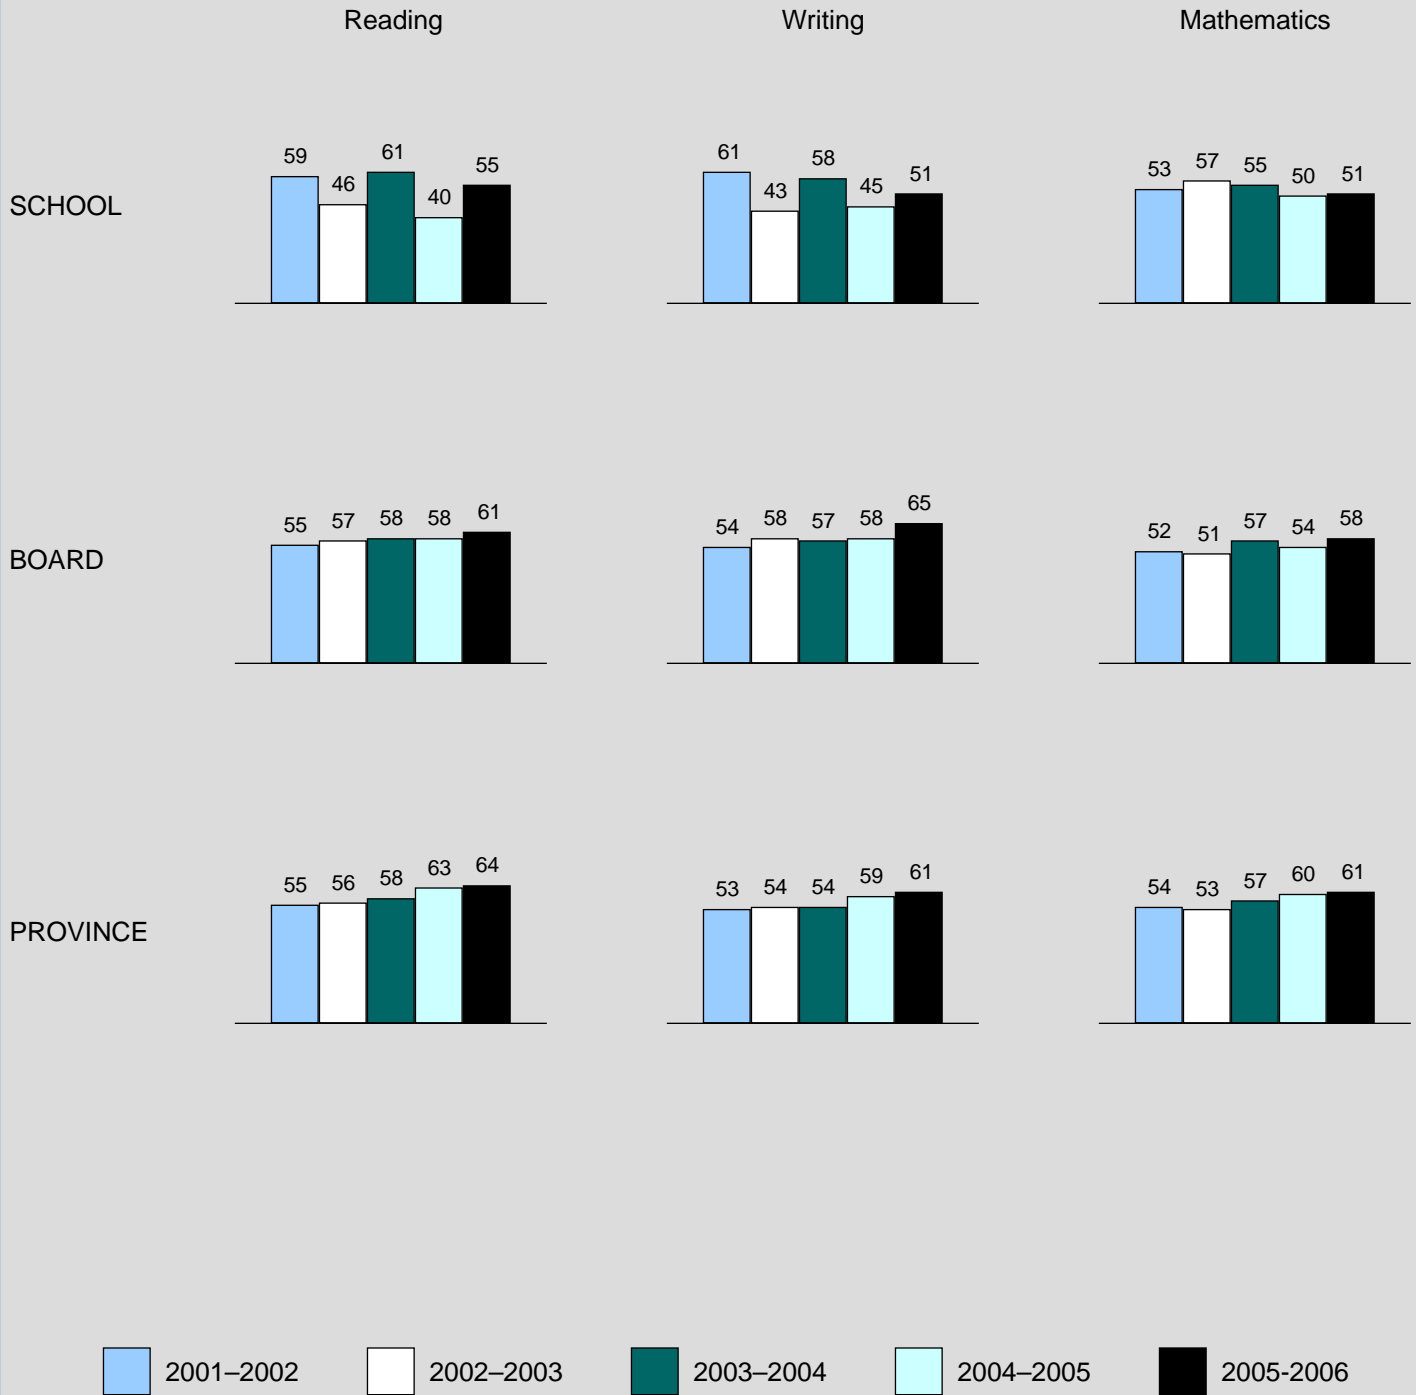 Reading Writing Mathematics
SCHOOL
59 46 61 40 55
61 43 58 45 51
53 57 55 50 51
BOARD
55 57 58 58 61
54 58 57 58 65
52 51 57 54 58
PROVINCE
55 56 58 63 64
53 54 54 59 61
54 53 57 60 61
2001–2002 2002–2003 2003–2004 2004–2005 2005-2006